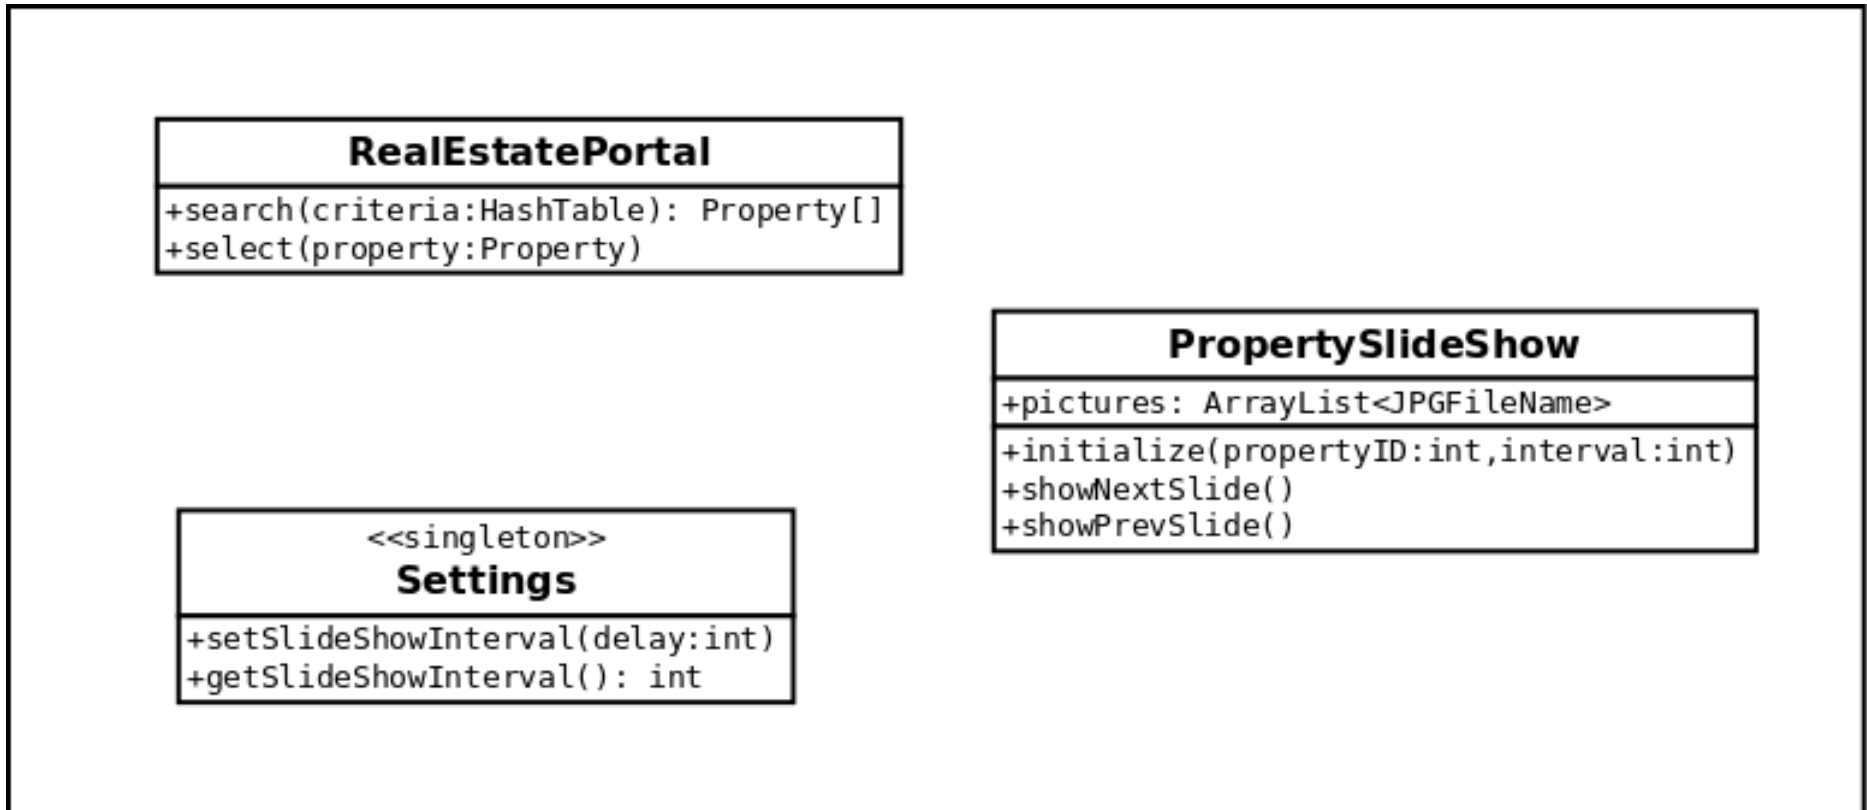 RealEstatePortal
+search(criteria:HashTable): Property[]
+select(property:Property)
PropertySlideShow
+pictures: ArrayList<JPGFileName>
+initialize(propertyID:int,interval:int)
+showNextSlide()
+showPrevSlide()
<<singleton>>
Settings
+setSlideShowInterval(delay:int)
+getSlideShowInterval(): int